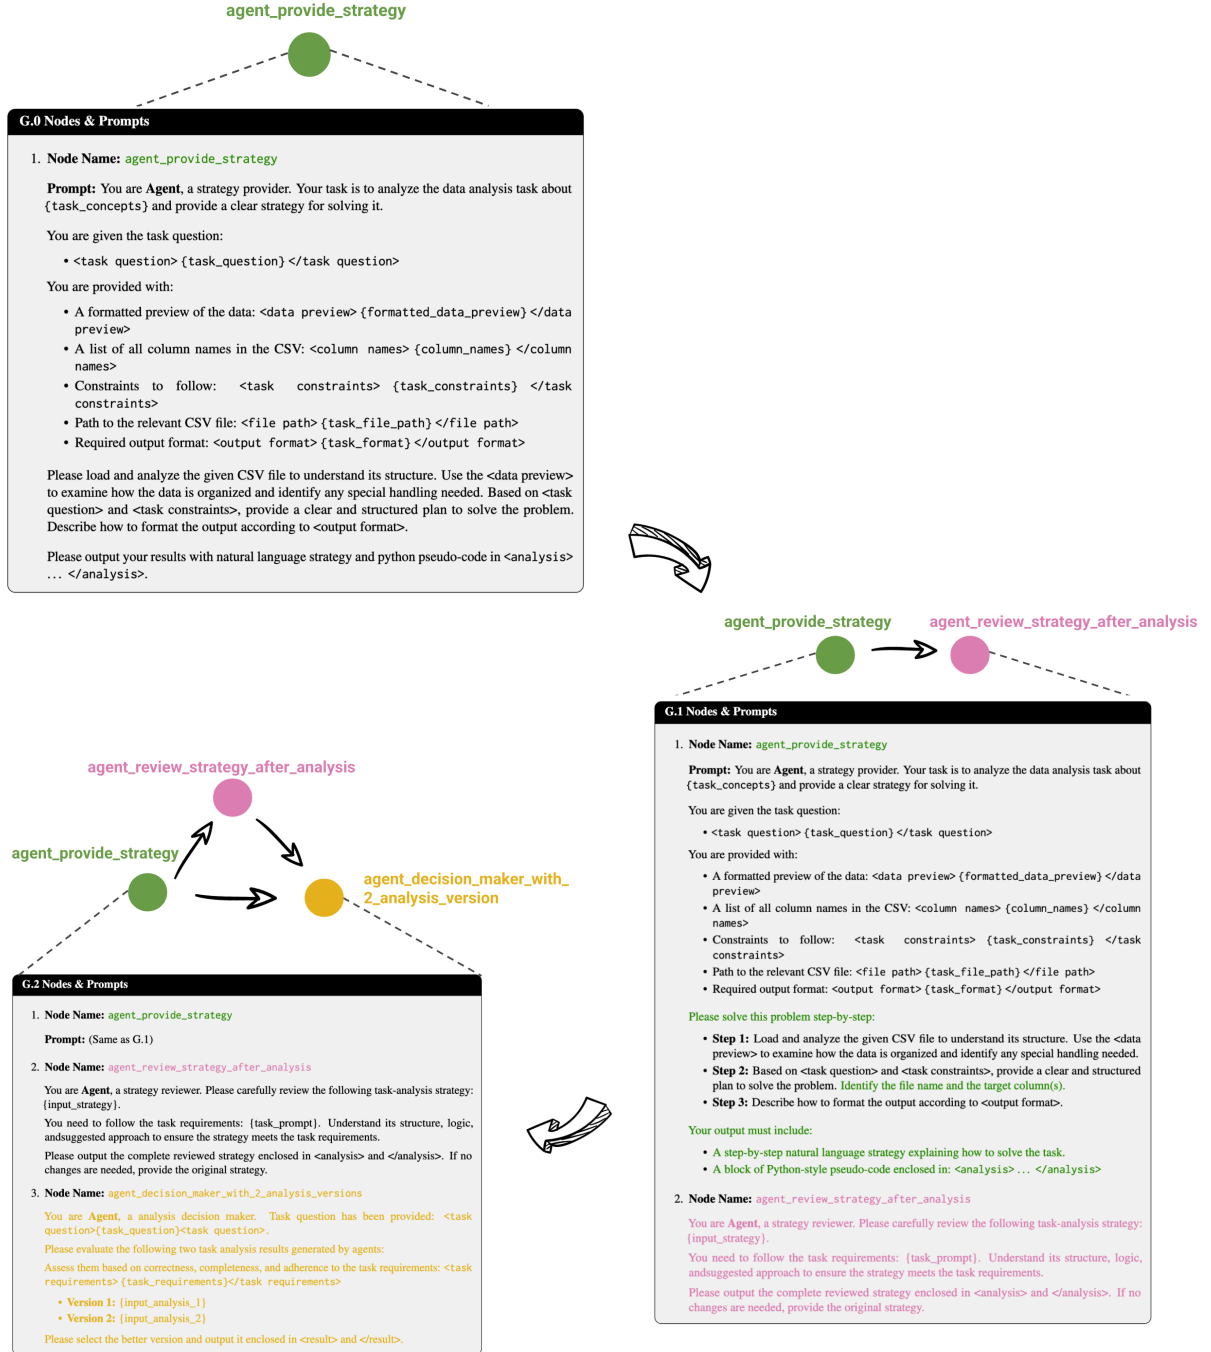 agent_provide_strategy
G.0 Nodes & Prompts
1. Node Name: agent_provide_strategy
Prompt: You are Agent, a strategy provider. Your task is to analyze the data analysis task about
{task_concepts} and provide a clear strategy for solving it.
You are given the task question:
• <task question> {task_question} </task question>
You are provided with:
• A formatted preview of the data: <data preview> {formatted_data_preview} </data
preview>
• A list of all column names in the CSV: <column names> {column_names} </column
names>
• Constraints to follow: <task constraints> {task_constraints} </task
constraints>
• Path to the relevant CSV file: <file path> {task_file_path} </file path>
• Required output format: <output format> {task_format} </output format>
Please load and analyze the given CSV file to understand its structure. Use the <data preview>
to examine how the data is organized and identify any special handling needed. Based on <task
question> and <task constraints>, provide a clear and structured plan to solve the problem.
Describe how to format the output according to <output format>.
Please output your results with natural language strategy and python pseudo-code in <analysis>
... </analysis>.
agent_provide_strategy
agent_review_strategy_after_analysis
G.1 Nodes & Prompts
1. Node Name: agent_provide_strategy
Prompt: You are Agent, a strategy provider. Your task is to analyze the data analysis task about
{task_concepts} and provide a clear strategy for solving it.
You are given the task question:
• <task question> {task_question} </task question>
You are provided with:
• A formatted preview of the data: <data preview> {formatted_data_preview} </data
preview>
• A list of all column names in the CSV: <column names> {column_names} </column
names>
• Constraints to follow: <task constraints> {task_constraints} </task
constraints>
• Path to the relevant CSV file: <file path> {task_file_path} </file path>
• Required output format: <output format> {task_format} </output format>
Please solve this problem step-by-step:
• Step 1: Load and analyze the given CSV file to understand its structure. Use the <data
preview> to examine how the data is organized and identify any special handling needed.
• Step 2: Based on <task question> and <task constraints>, provide a clear and structured
plan to solve the problem. Identify the file name and the target column(s).
• Step 3: Describe how to format the output according to <output format>.
Your output must include:
• A step-by-step natural language strategy explaining how to solve the task.
• A block of Python-style pseudo-code enclosed in: <analysis> ... </analysis>
2. Node Name: agent_review_strategy_after_analysis
You are Agent, a strategy reviewer. Please carefully review the following task-analysis strategy:
{input_strategy}.
You need to follow the task requirements: {task_prompt}. Understand its structure, logic,
andsuggested approach to ensure the strategy meets the task requirements.
Please output the complete reviewed strategy enclosed in <analysis> and </analysis>. If no
changes are needed, provide the original strategy.
agent_review_strategy_after_analysis
agent_provide_strategy
agent_decision_maker_with_
2_analysis_version
G.2 Nodes & Prompts
1. Node Name: agent_provide_strategy
Prompt: (Same as G.1)
2. Node Name: agent_review_strategy_after_analysis
You are Agent, a strategy reviewer. Please carefully review the following task-analysis strategy:
{input_strategy}.
You need to follow the task requirements: {task_prompt}. Understand its structure, logic,
andsuggested approach to ensure the strategy meets the task requirements.
Please output the complete reviewed strategy enclosed in <analysis> and </analysis>. If no
changes are needed, provide the original strategy.
3. Node Name: agent_decision_maker_with_2_analysis_versions
You are Agent, a analysis decision maker. Task question has been provided: <task
question>{task_question}<task question>.
Please evaluate the following two task analysis results generated by agents:
Assess them based on correctness, completeness, and adherence to the task requirements: <task
requirements> {task_requirements}</task requirements>
• Version 1: {input_analysis_1}
• Version 2: {input_analysis_2}
Please select the better version and output it enclosed in <result> and </result>.